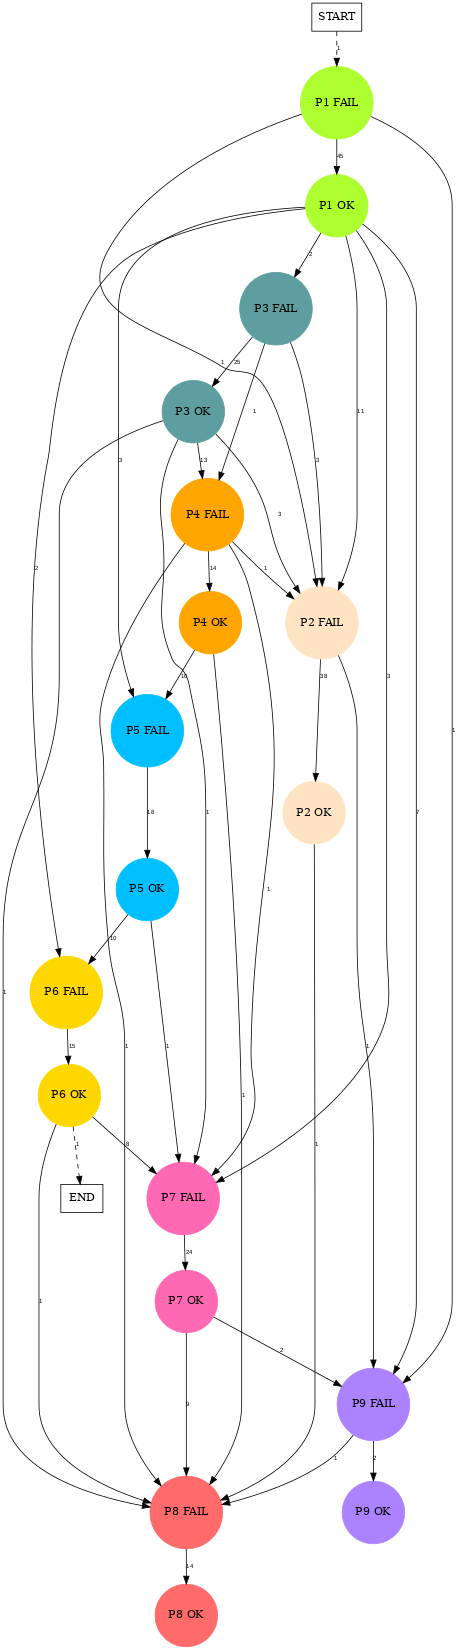 START
1
P1 FAIL
45
P1 OK
2
P3 FAIL
1
25
P3 OK
1
11
3
13
3
3
P4 FAIL
14
1
2
P4 OK
P2 FAIL
10
38
3
P5 FAIL
1
18
1
7
P2 OK
P5 OK
1
10
P6 FAIL
1
15
1
1
1
1
P6 OK
1
1
8
1
P7 FAIL
END
24
1
P7 OK
2
9
P9 FAIL
1
2
P8 FAIL
P9 OK
14
P8 OK